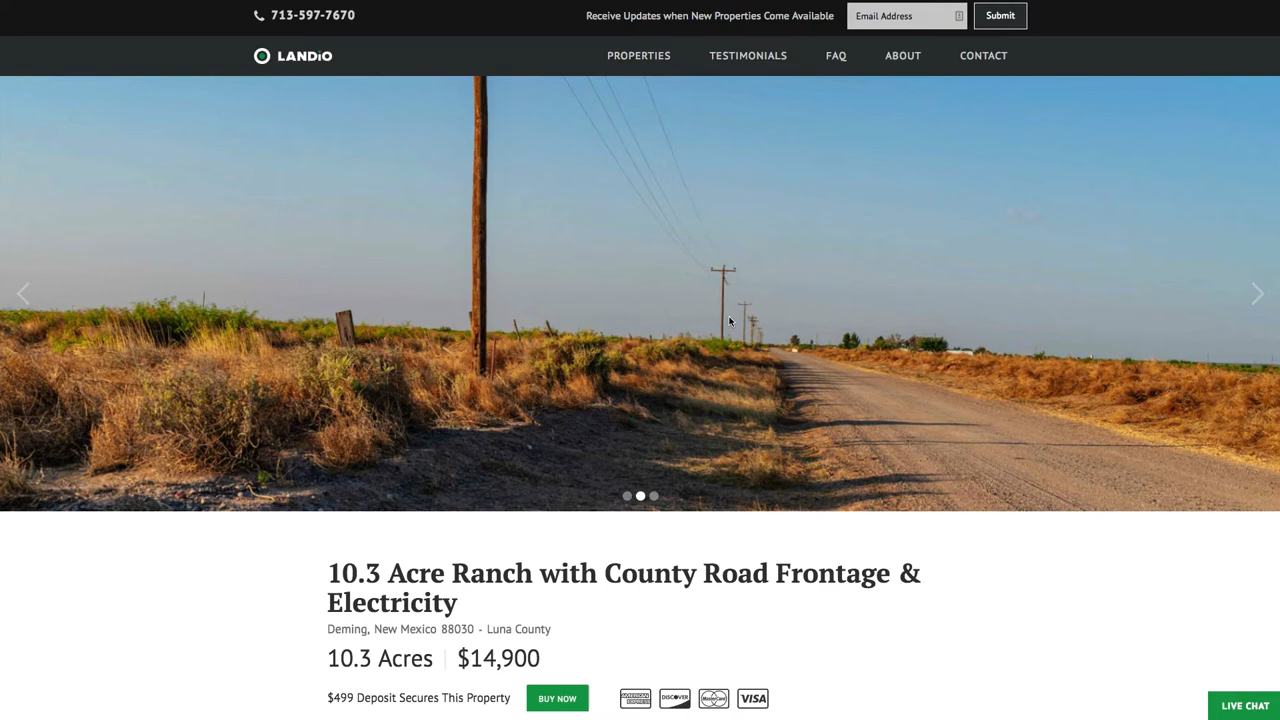 713-597-7670
Receive Updates when New Properties Come Available
Email Address
Submit
LANDiO
PROPERTIES
TESTIMONIALS
FAQ
ABOUT
CONTACT
10.3 Acre Ranch with County Road Frontage &
Electricity
Deming, New Mexico 88030 - Luna County
10.3 Acres
$14,900
$499 Deposit Secures This Property
BUY NOW
AMERICAN EXPRESS
DISCOVER
MasterCard
VISA
LIVE CHAT